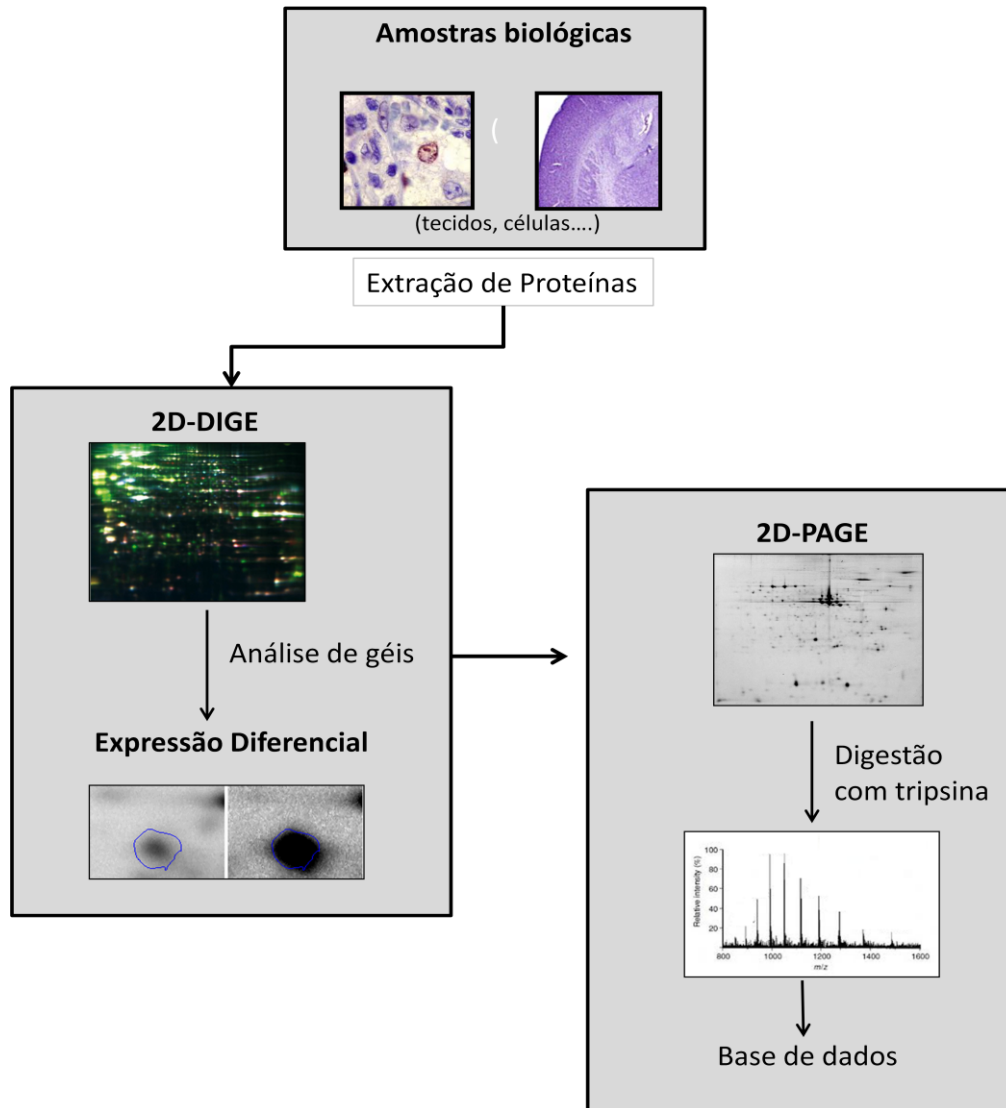 Amostras biológicas
(
(tecidos, células....)
Extração de Proteínas
2D-DIGE
Análise de géis
Expressão Diferencial
2D-PAGE
Digestão
com tripsina
Relative intensity (%)
100
80
60
40
20
800 1000 1200 1400 1600
m/z
Base de dados